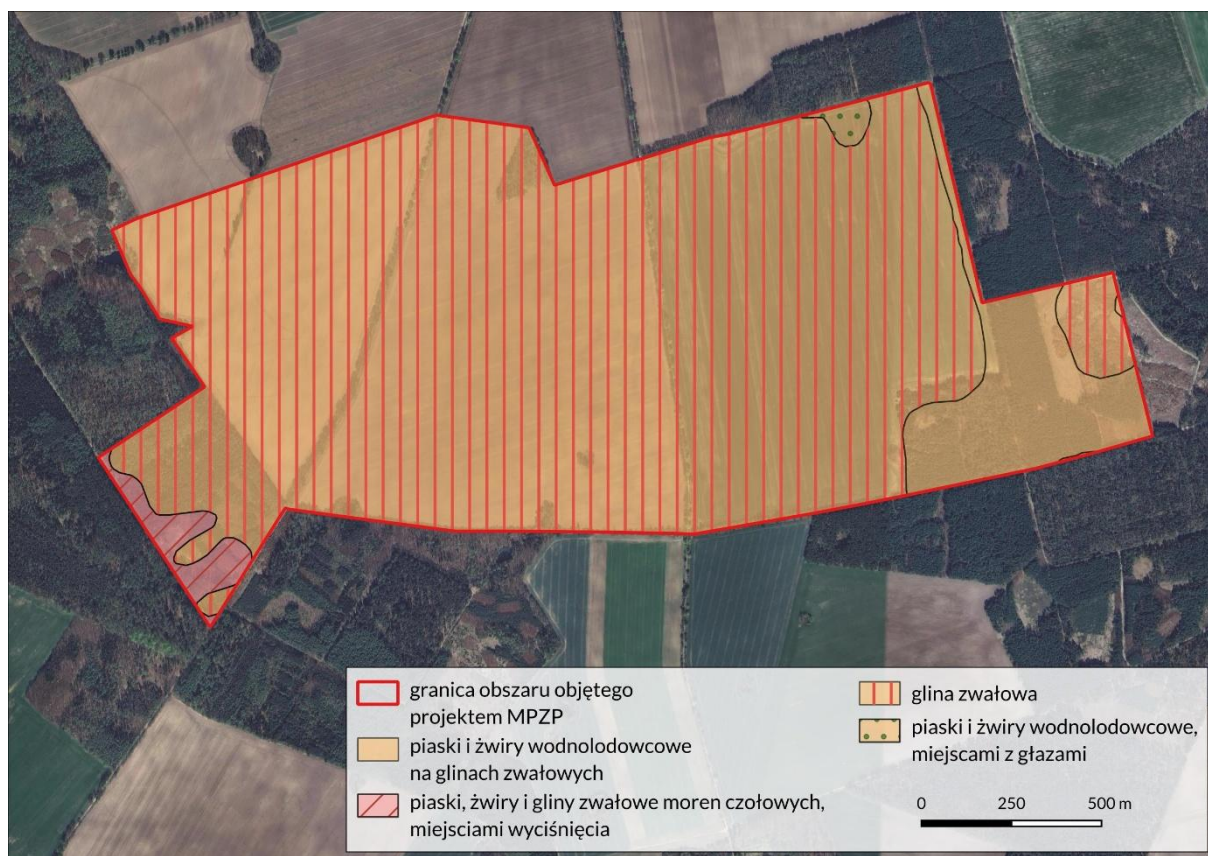 granica obszaru objętego
projektem MPZP
piaski i żwiry wodnolodowcowe
na glinach zwałowych
piaski, żwiry i gliny zwałowe moren czołowych,
miejsciami wyciśnięcia
glina zwałowa
piaski i żwiry wodnolodowcowe,
miejscami z głazami
0 250 500 m